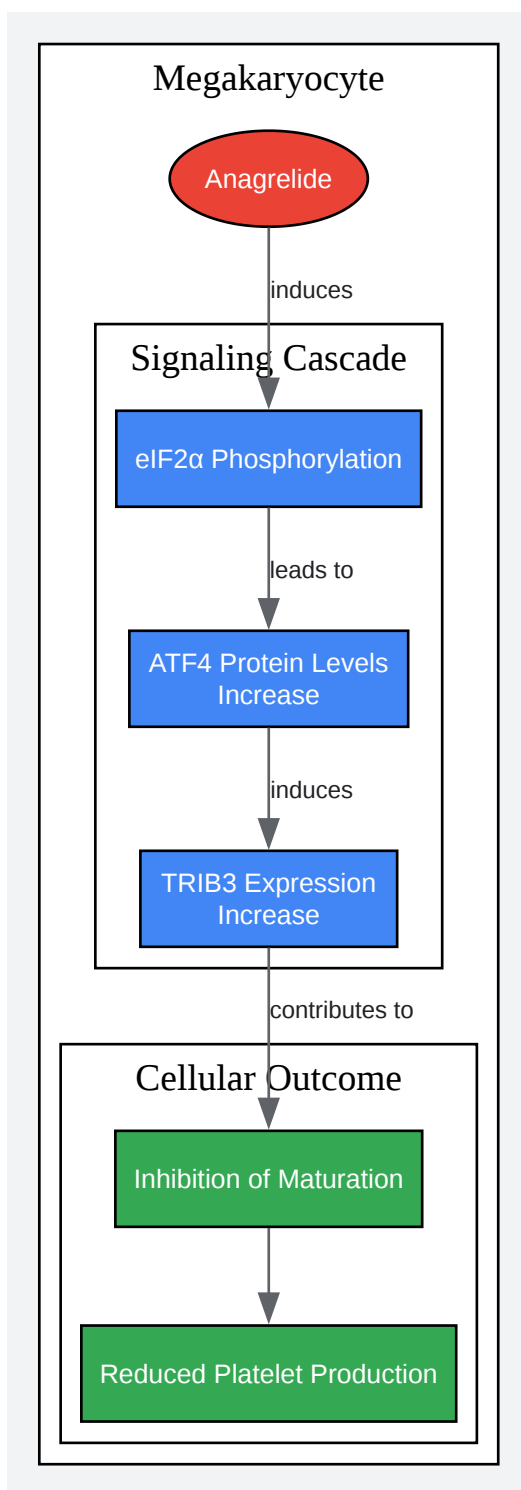 Megakaryocyte
Anagrelide
induces
Signaling Cascade
eIF2α Phosphorylation
leads to
ATF4 Protein Levels
Increase
induces
TRIB3 Expression
Increase
contributes to
Cellular Outcome
Inhibition of Maturation
Reduced Platelet Production